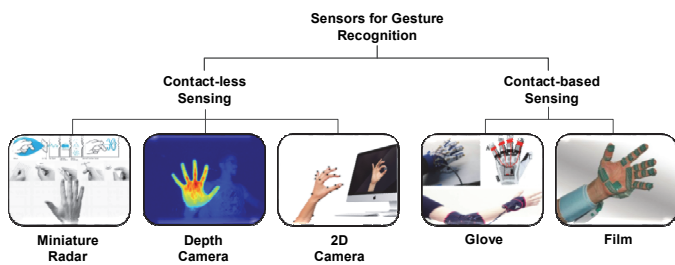 Sensors for Gesture
Recognition
Contact-less
Sensing
Contact-based
Sensing
Miniature
Radar
Depth
Camera
2D
Camera
Glove
Film